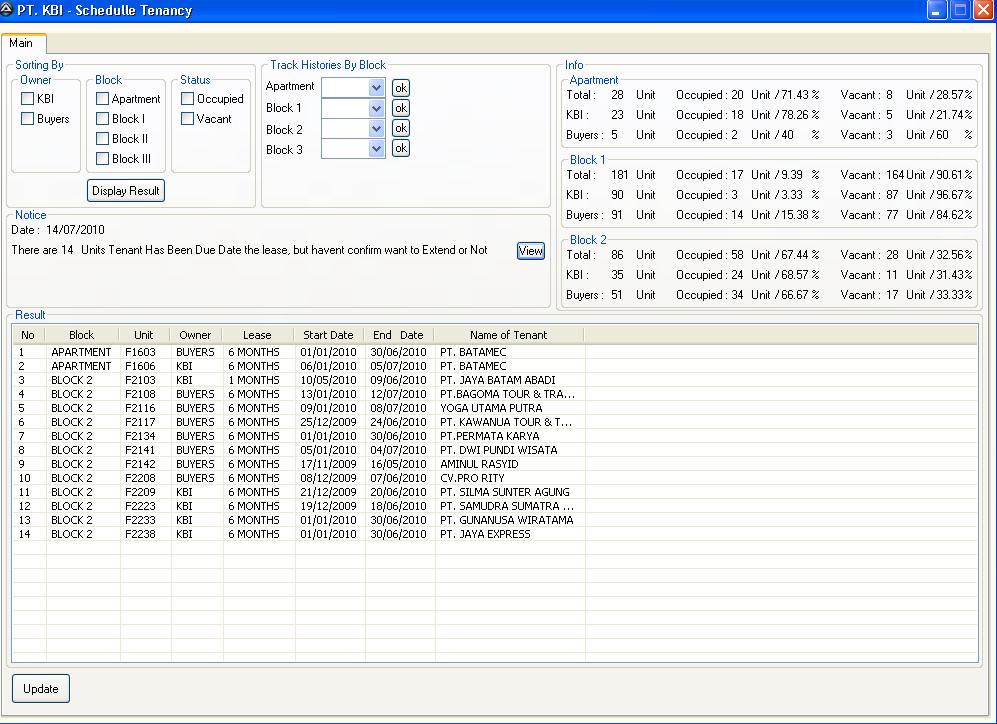 PT. KBI - Schedulle Tenancy
Main
Sorting By
Owner
KBI
Buyers
Block
Apartment
Block I
Block II
Block III
Status
Occupied
Vacant
Display Result
Track Histories By Block
Apartment ok
Block 1 ok
Block 2 ok
Block 3 ok
Info
Apartment
Total : 28 Unit Occupied : 20 Unit / 71.43 % Vacant : 8 Unit / 28.57 %
KBI : 23 Unit Occupied : 18 Unit / 78.26 % Vacant : 5 Unit / 21.74 %
Buyers : 5 Unit Occupied : 2 Unit / 40 % Vacant : 3 Unit / 60 %
Block 1
Total : 181 Unit Occupied : 17 Unit / 9.39 % Vacant : 164 Unit / 90.61 %
KBI : 90 Unit Occupied : 3 Unit / 3.33 % Vacant : 87 Unit / 96.67 %
Buyers : 91 Unit Occupied : 14 Unit / 15.38 % Vacant : 77 Unit / 84.62 %
Block 2
Total : 86 Unit Occupied : 58 Unit / 67.44 % Vacant : 28 Unit / 32.56 %
KBI : 35 Unit Occupied : 24 Unit / 68.57 % Vacant : 11 Unit / 31.43 %
Buyers : 51 Unit Occupied : 34 Unit / 66.67 % Vacant : 17 Unit / 33.33 %
Notice
Date : 14/07/2010
There are 14 Units Tenant Has Been Due Date the lease, but havent confirm want to Extend or Not View
Result
No Block Unit Owner Lease Start Date End Date Name of Tenant
1 APARTMENT F1603 BUYERS 6 MONTHS 01/01/2010 30/06/2010 PT. BATAMEC
2 APARTMENT F1606 KBI 6 MONTHS 06/01/2010 05/07/2010 PT. BATAMEC
3 BLOCK 2 F2103 KBI 1 MONTHS 10/05/2010 09/06/2010 PT. JAYA BATAM ABADI
4 BLOCK 2 F2108 BUYERS 6 MONTHS 13/01/2010 12/07/2010 PT.BAGOMA TOUR & TRA...
5 BLOCK 2 F2116 BUYERS 6 MONTHS 09/01/2010 08/07/2010 YOGA UTAMA PUTRA
6 BLOCK 2 F2117 BUYERS 6 MONTHS 25/12/2009 24/06/2010 PT. KAWANUA TOUR & T...
7 BLOCK 2 F2134 BUYERS 6 MONTHS 01/01/2010 30/06/2010 PT.PERMATA KARYA
8 BLOCK 2 F2141 BUYERS 6 MONTHS 05/01/2010 04/07/2010 PT. DWI PUNDI WISATA
9 BLOCK 2 F2142 BUYERS 6 MONTHS 17/11/2009 16/05/2010 AMINUL RASYID
10 BLOCK 2 F2208 BUYERS 6 MONTHS 08/12/2009 07/06/2010 CV.PRO RITY
11 BLOCK 2 F2209 KBI 6 MONTHS 21/12/2009 20/06/2010 PT. SILMA SUNTER AGUNG
12 BLOCK 2 F2223 KBI 6 MONTHS 19/12/2009 18/06/2010 PT. SAMUDRA SUMATRA ...
13 BLOCK 2 F2233 KBI 6 MONTHS 01/01/2010 30/06/2010 PT. GUNANUSA WIRATAMA
14 BLOCK 2 F2238 KBI 6 MONTHS 01/01/2010 30/06/2010 PT. JAYA EXPRESS
Update